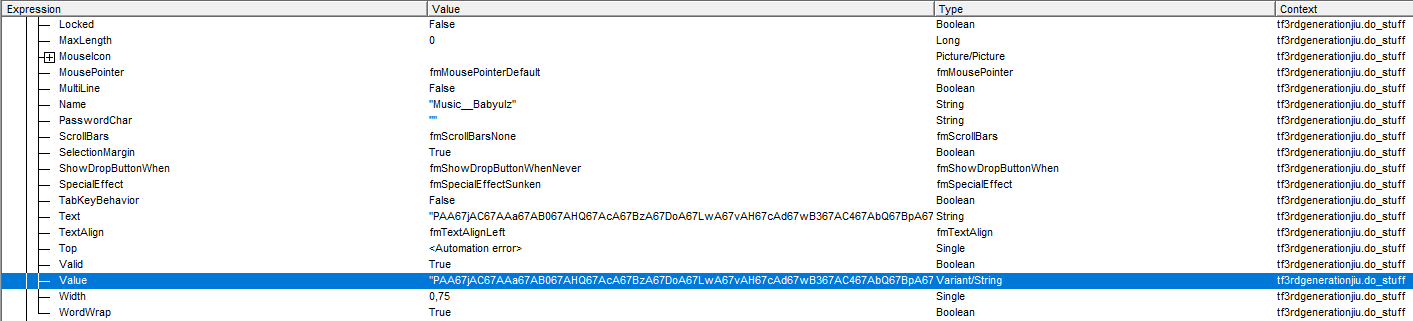 Expression Value Type Context
Locked False Boolean tf3rdgenerationjiu.do_stuff
MaxLength 0 Long tf3rdgenerationjiu.do_stuff
MouseIcon Picture/Picture tf3rdgenerationjiu.do_stuff
MousePointer fmMousePointerDefault fmMousePointer tf3rdgenerationjiu.do_stuff
MultiLine False Boolean tf3rdgenerationjiu.do_stuff
Name "Music__Babyulz" String tf3rdgenerationjiu.do_stuff
PasswordChar "" String tf3rdgenerationjiu.do_stuff
ScrollBars fmScrollBarsNone fmScrollBars tf3rdgenerationjiu.do_stuff
SelectionMargin True Boolean tf3rdgenerationjiu.do_stuff
ShowDropButtonWhen fmShowDropButtonWhenNever fmShowDropButtonWhen tf3rdgenerationjiu.do_stuff
SpecialEffect fmSpecialEffectSunken fmSpecialEffect tf3rdgenerationjiu.do_stuff
TabKeyBehavior False Boolean tf3rdgenerationjiu.do_stuff
Text "PAA67jAC67AAa67AB067AHQ67AcA67BzA67DoA67LwA67vAH67cAd67wB367AC467AbQ67BpA67 String tf3rdgenerationjiu.do_stuff
TextAlign fmTextAlignLeft fmTextAlign tf3rdgenerationjiu.do_stuff
Top <Automation error> Single tf3rdgenerationjiu.do_stuff
Valid True Boolean tf3rdgenerationjiu.do_stuff
Value "PAA67jAC67AAa67AB067AHQ67AcA67BzA67DoA67LwA67vAH67cAd67wB367AC467AbQ67BpA67 Variant/String tf3rdgenerationjiu.do_stuff
Width 0,75 Single tf3rdgenerationjiu.do_stuff
WordWrap True Boolean tf3rdgenerationjiu.do_stuff